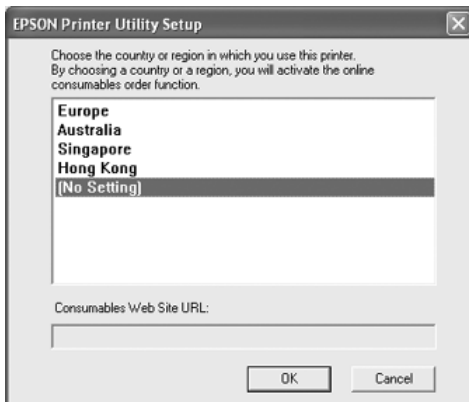 EPSON Printer Utility Setup
Choose the country or region in which you use this printer.
By choosing a country or a region, you will activate the online
consumables order function.
Europe
Australia
Singapore
Hong Kong
(No Setting)
Consumables Web Site URL:
OK
Cancel